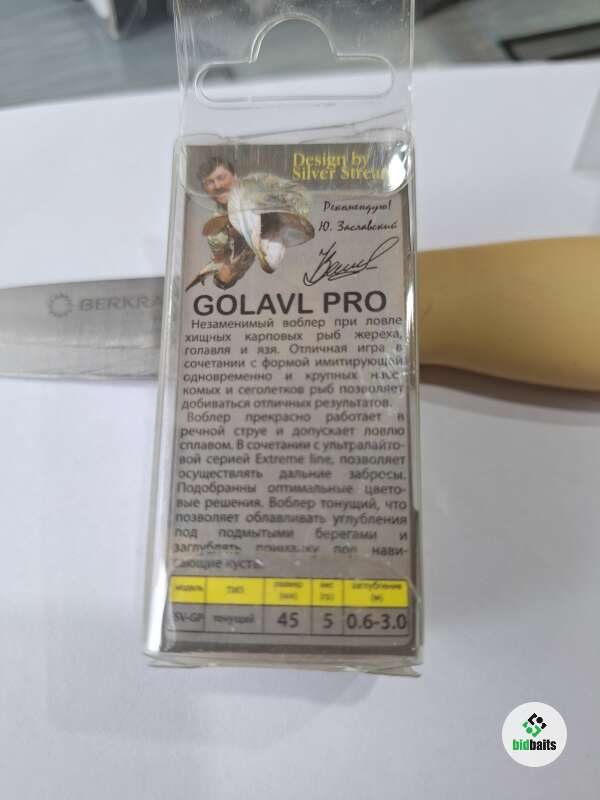 Design by
Silver Stream
Рекомендую!
Ю. Заславский
GOLAVL PRO
BERKRA
Незаменимый воблер при ловле
хищных карповых рыб жереха,
голавля и язя. Отличная игра в
сочетании с формой имитирующей
одновременно и крупных насе-
комых и сеголетков рыб позволяет
добиваться отличных результатов.
Воблер прекрасно работает в
речной струе и допускает ловлю
сплавом. В сочетании с ультралайто-
вой серией Extreme line, позволяет
осуществлять дальние забросы.
Подобранны оптимальные цвето-
вые решения. Воблер тонущий, что
позволяет облавливать углубления
под подмытыми берегами и
заглублять приманку под нави-
сающие кусты.
модель тип размер (мм) вес (гр) заглубление (м)
SV-GP тонущий 45 5 0.6-3.0
bidbaits